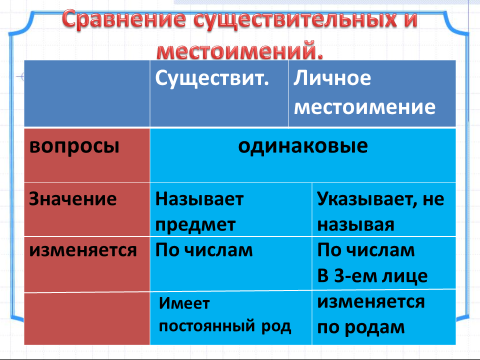 Сравнение существительных и
местоимений.
Существит. Личное
местоимение
вопросы одинаковые
Значение Называет Указывает, не
предмет называя
изменяется По числам По числам
В 3-ем лице
Имеет изменяется
постоянный род по родам